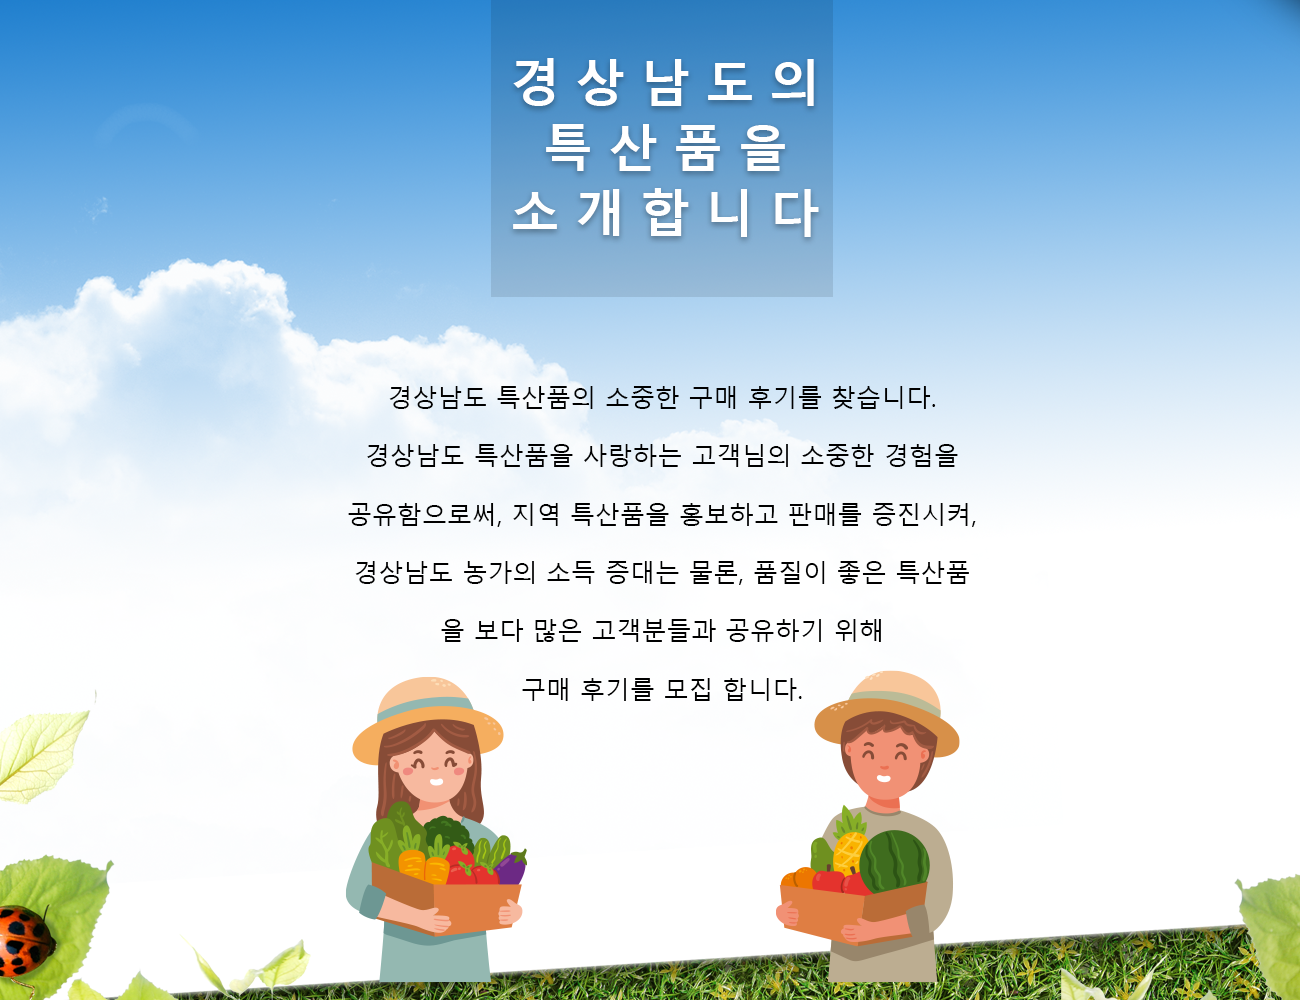 경상남도의
특산품을
소개합니다
경상남도 특산품의 소중한 구매 후기를 찾습니다.
경상남도 특산품을 사랑하는 고객님의 소중한 경험을
공유함으로써, 지역 특산품을 홍보하고 판매를 증진시켜,
경상남도 농가의 소득 증대는 물론, 품질이 좋은 특산품
을 보다 많은 고객분들과 공유하기 위해
구매 후기를 모집 합니다.